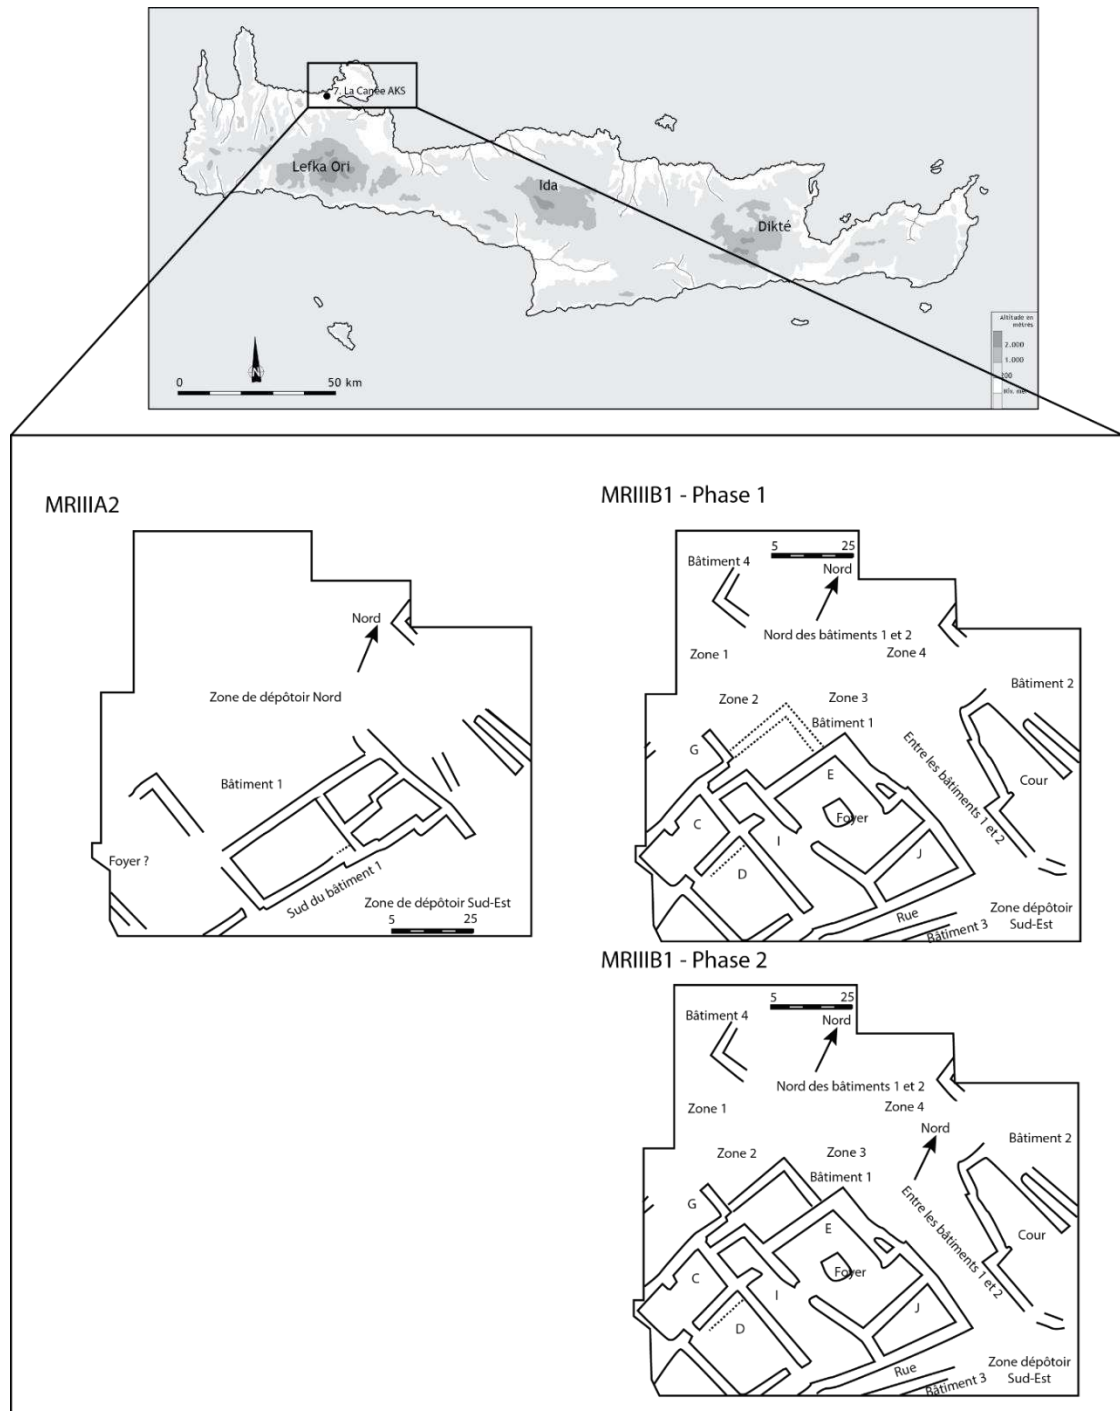 7. La Canée AKS
Lefka Ori
Ida
Dikté
Altitude en
mètres
2.000
1.000
200
niv. mer
N
0 50 km
MRIIIA2
Nord
Zone de dépôtoir Nord
Bâtiment 1
Foyer ?
Sud du bâtiment 1
Zone de dépôtoir Sud-Est
5 25
MRIIIB1 - Phase 1
5 25
Bâtiment 4
Nord
Nord des bâtiments 1 et 2
Zone 1
Zone 4
Bâtiment 2
Zone 2
Zone 3
Bâtiment 1
G
Entre les bâtiments 1 et 2
E
Cour
C
Foyer
I
J
D
Rue
Zone dépôtoir
Sud-Est
Bâtiment 3
MRIIIB1 - Phase 2
5 25
Bâtiment 4
Nord
Nord des bâtiments 1 et 2
Zone 1
Zone 4
Nord
Bâtiment 2
Zone 2
Zone 3
Bâtiment 1
G
Entre les bâtiments 1 et 2
E
Cour
C
Foyer
I
J
D
Rue
Zone dépôtoir
Sud-Est
Bâtiment 3